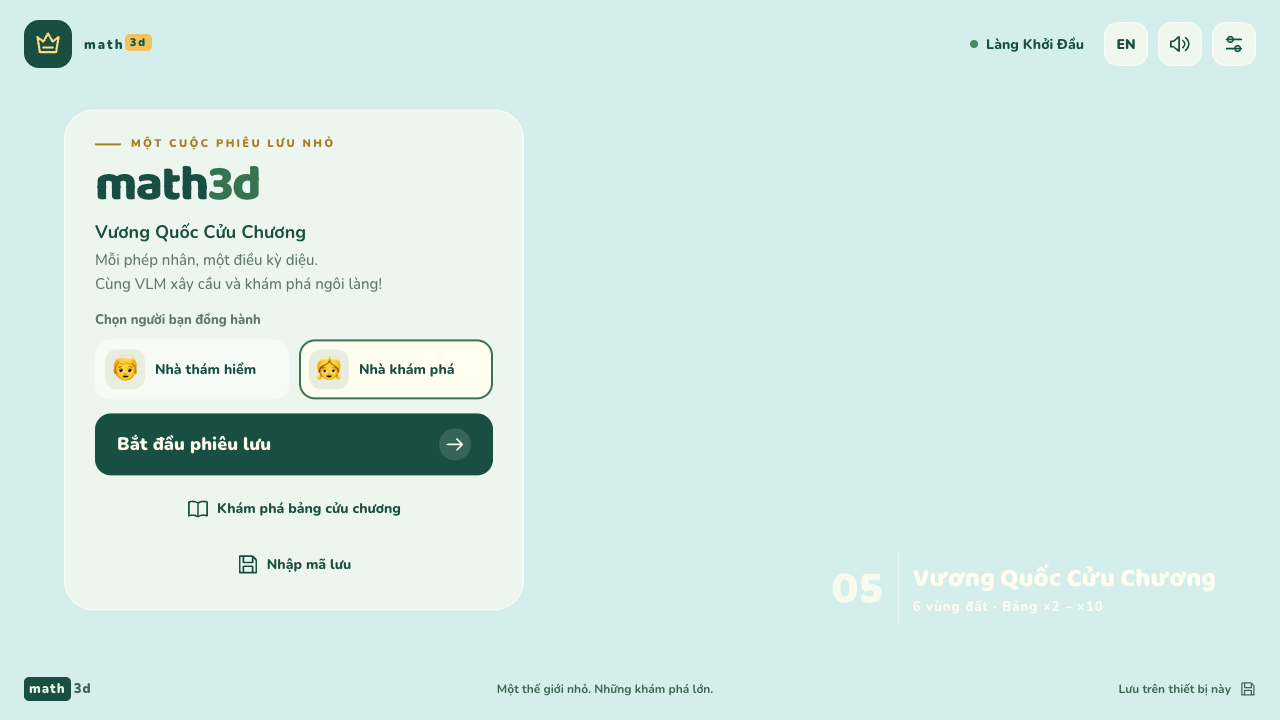 math3d
Làng Khởi Đầu
EN
MỘT CUỘC PHIÊU LƯU NHỎ
math3d
Vương Quốc Cửu Chương
Mỗi phép nhân, một điều kỳ diệu.
Cùng VLM xây cầu và khám phá ngôi làng!
Chọn người bạn đồng hành
Nhà thám hiểm
Nhà khám phá
Bắt đầu phiêu lưu
Khám phá bảng cửu chương
Nhập mã lưu
05
Vương Quốc Cửu Chương
6 vùng đất · Bảng ×2 – ×10
math3d
Một thế giới nhỏ. Những khám phá lớn.
Lưu trên thiết bị này